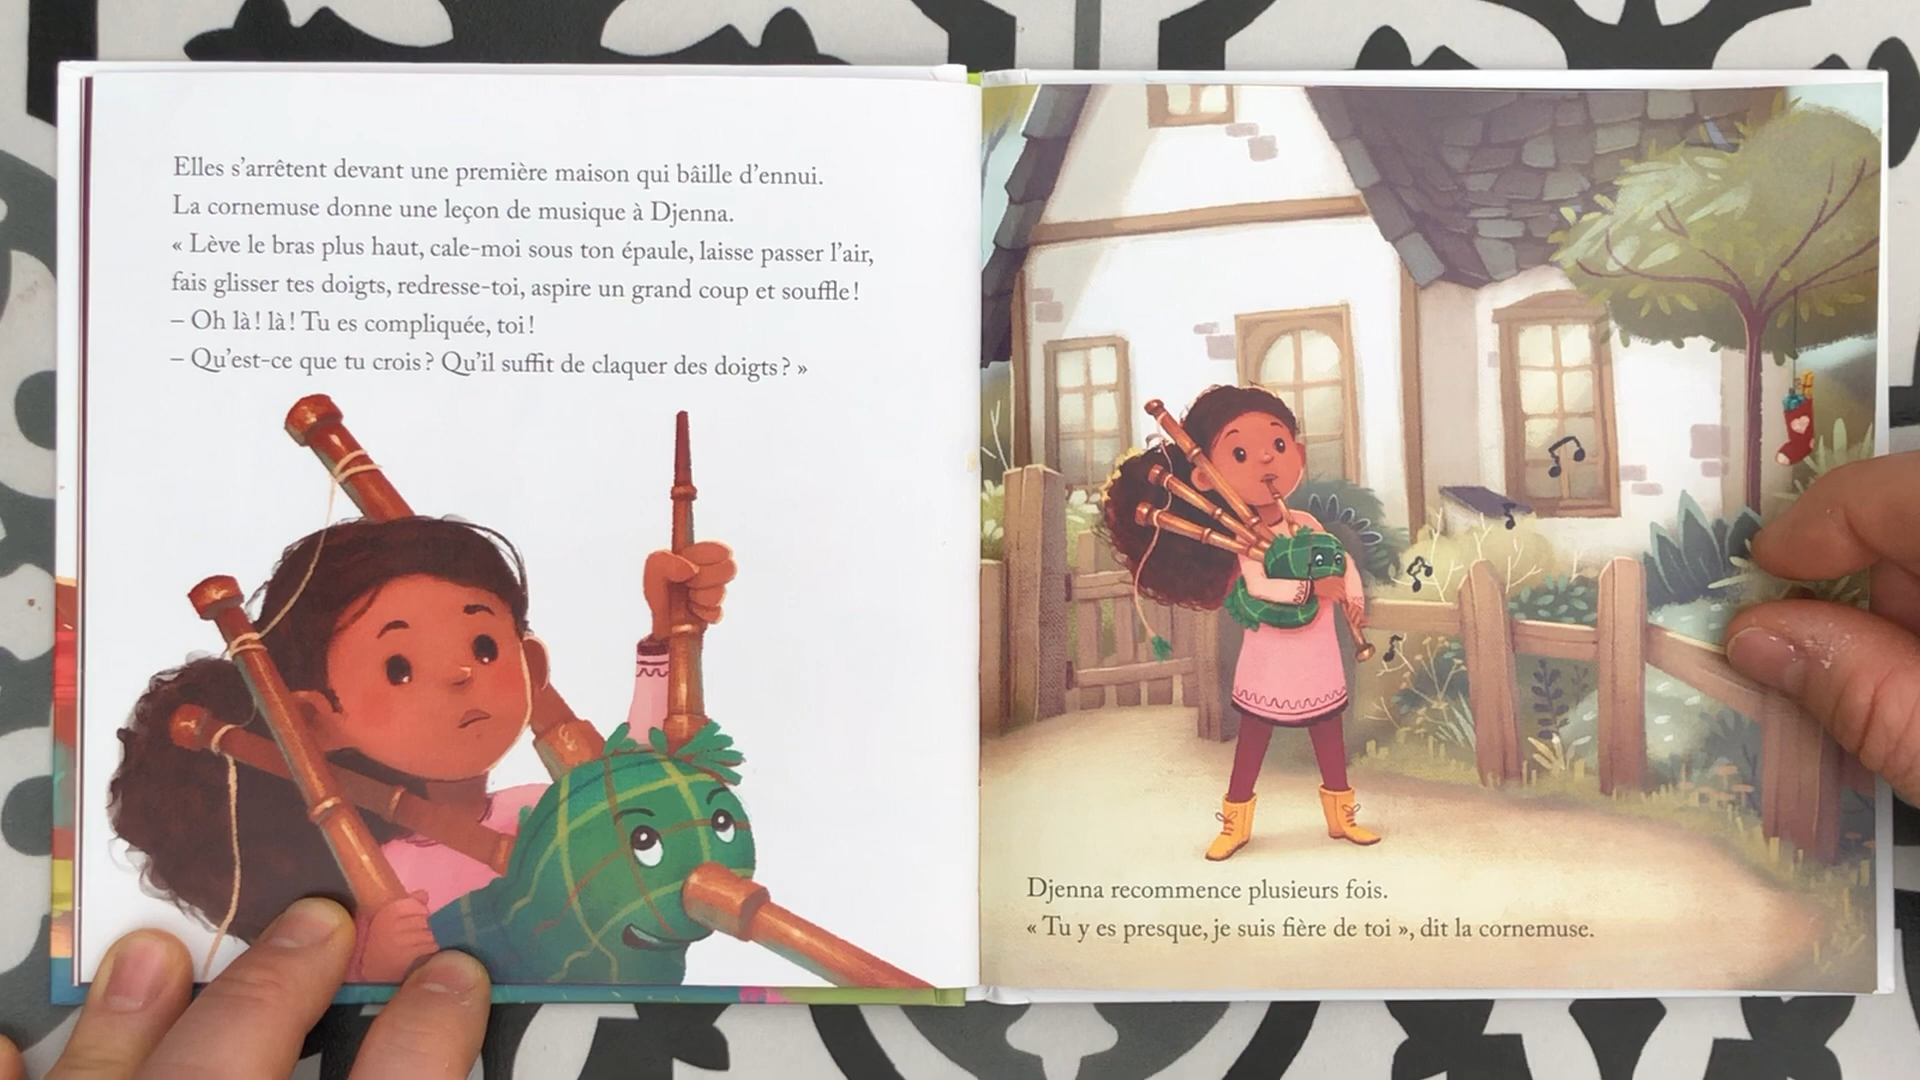 Elles s’arrêtent devant une première maison qui bâille d’ennui.
La cornemuse donne une leçon de musique à Djenna.
« Lève le bras plus haut, cale-moi sous ton épaule, laisse passer l’air,
fais glisser tes doigts, redresse-toi, aspire un grand coup et souffle !
– Oh là ! là ! Tu es compliquée, toi !
– Qu’est-ce que tu crois ? Qu’il suffit de claquer des doigts ? »
Djenna recommence plusieurs fois.
« Tu y es presque, je suis fière de toi », dit la cornemuse.